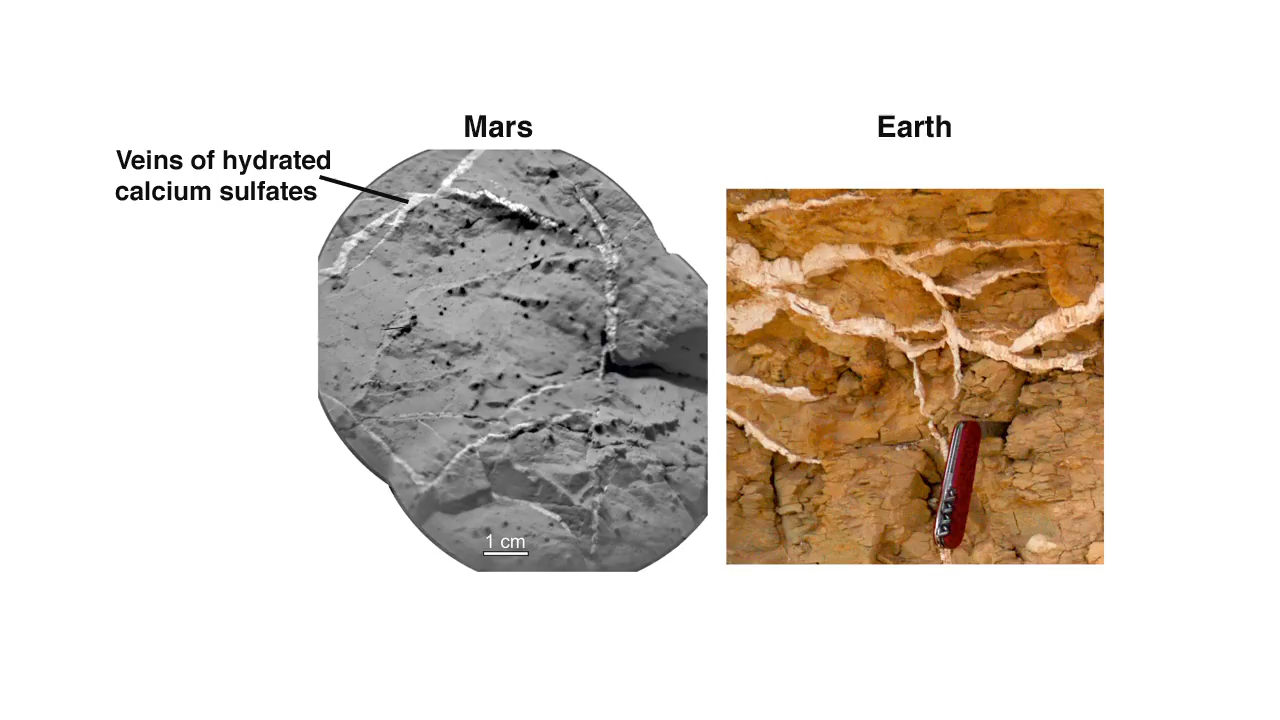 Mars
Earth
Veins of hydrated
calcium sulfates
1 cm